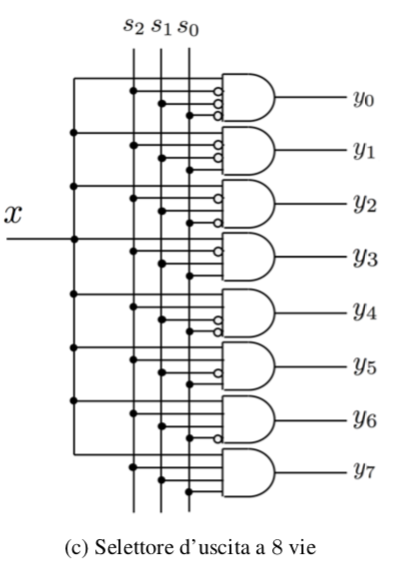 s₂ s₁ s₀
y₀
y₁
y₂
x
y₃
y₄
y₅
y₆
y₇
(c) Selettore d'uscita a 8 vie